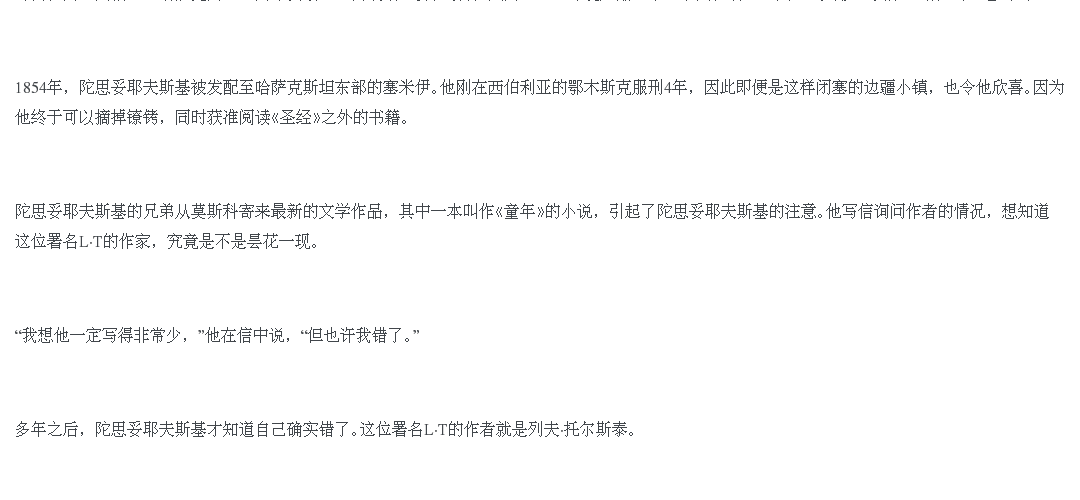 1854年，陀思妥耶夫斯基被发配至哈萨克斯坦东部的塞米伊。他刚在西伯利亚的鄂木斯克服刑4年，因此即便是这样闭塞的边疆小镇，也令他欣喜。因为
他终于可以摘掉镣铐，同时获准阅读《圣经》之外的书籍。
陀思妥耶夫斯基的兄弟从莫斯科寄来最新的文学作品，其中一本叫作《童年》的小说，引起了陀思妥耶夫斯基的注意。他写信询问作者的情况，想知道
这位署名L·T的作家，究竟是不是昙花一现。
“我想他一定写得非常少，”他在信中说，“但也许我错了。”
多年之后，陀思妥耶夫斯基才知道自己确实错了。这位署名L·T的作者就是列夫·托尔斯泰。